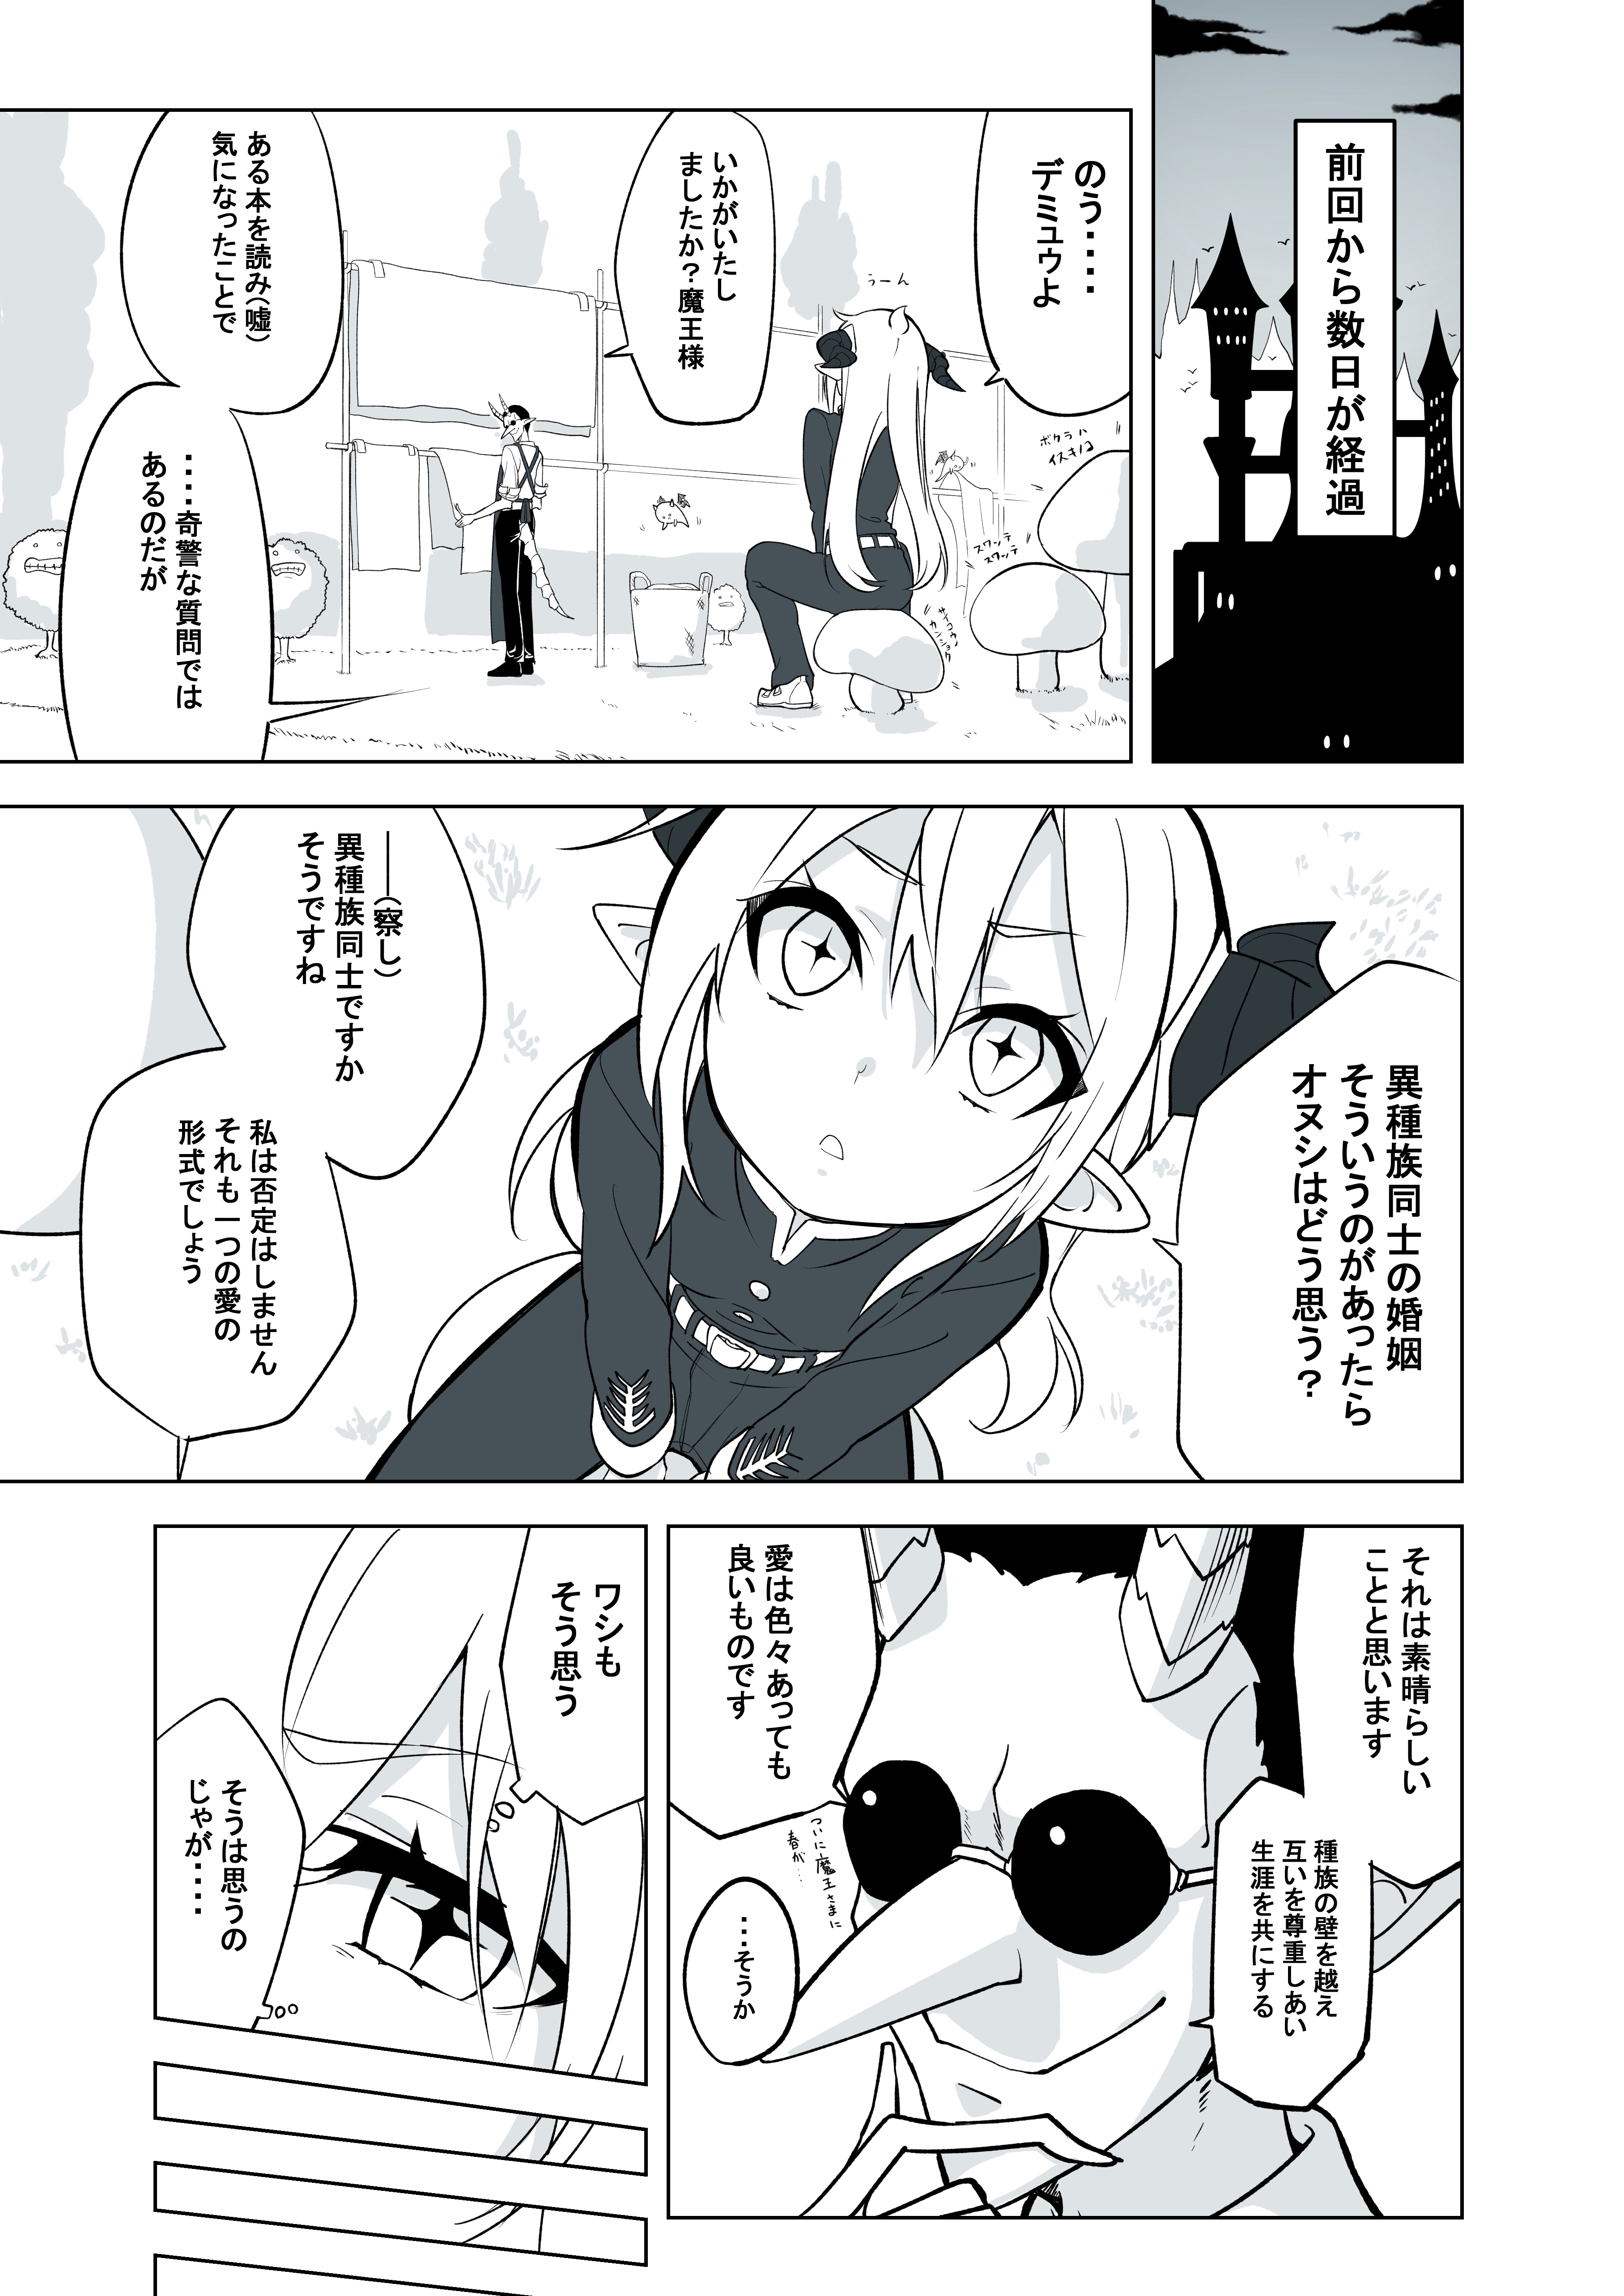 前回から数日が経過
のう‥‥
デミュウよ
うーん
ボクラハ
イスキノコ
スワッテ
スワッテ
サイコウノ
カンショク
いかがいたし
ましたか?魔王様
ある本を読み(嘘)
気になったことで
‥‥奇警な質問では
あるのだが
異種族同士の婚姻
そういうのがあったら
オヌシはどう思う?
――(察し)
異種族同士ですか
そうですね
私は否定はしません
それも一つの愛の
形式でしょう
それは素晴らしい
ことと思います
種族の壁を越え
互いを尊重しあい
生涯を共にする
愛は色々あっても
良いものです
ついに魔王さまに
春が…
…そうか
ワシも
そう思う
そうは思うの
じゃが‥‥